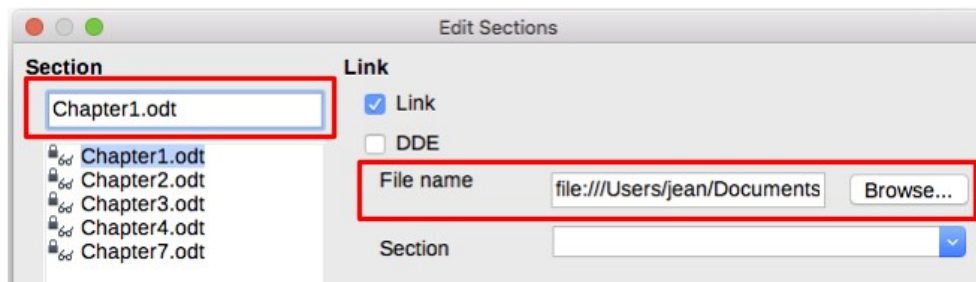 Edit Sections
Section
Chapter1.odt
Chapter1.odt
Chapter2.odt
Chapter3.odt
Chapter4.odt
Chapter7.odt
Link
Link
DDE
File name file:///Users/jean/Documents Browse...
Section